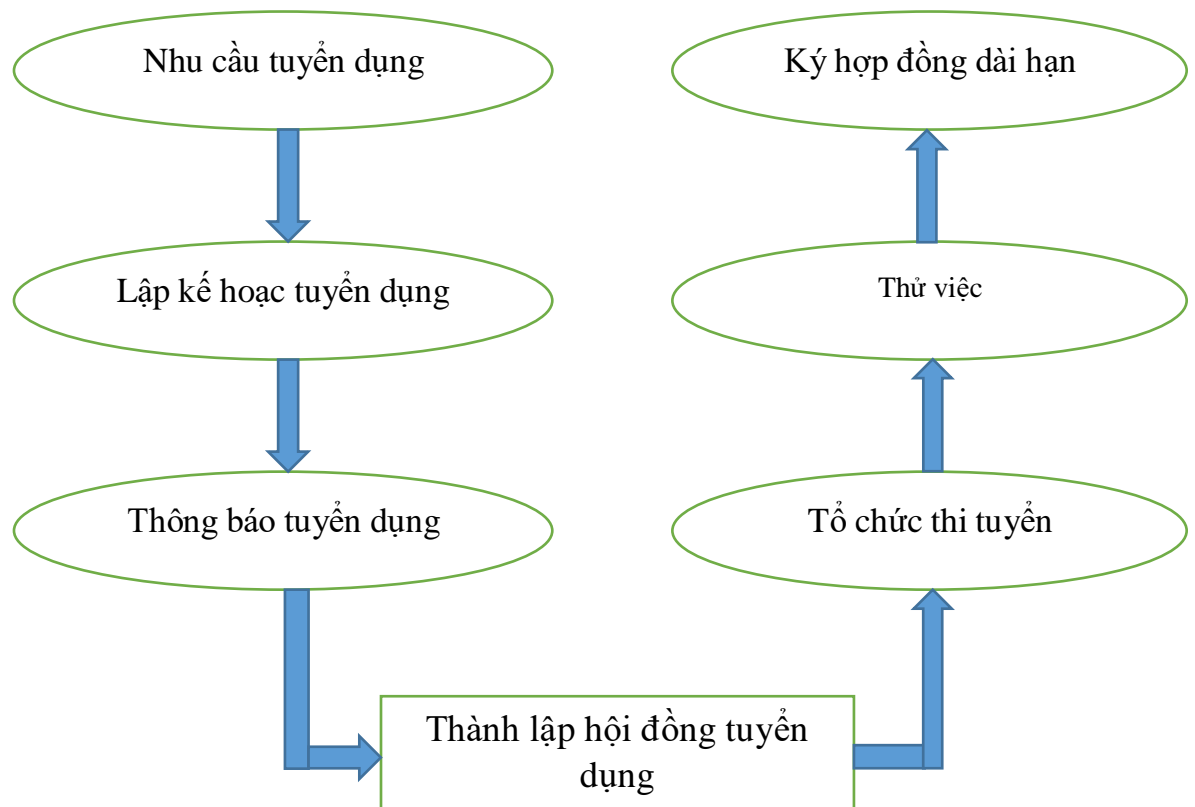 Nhu cầu tuyển dụng
Lập kế hoạc tuyển dụng
Thông báo tuyển dụng
Thành lập hội đồng tuyển
dụng
Tổ chức thi tuyển
Thử việc
Ký hợp đồng dài hạn